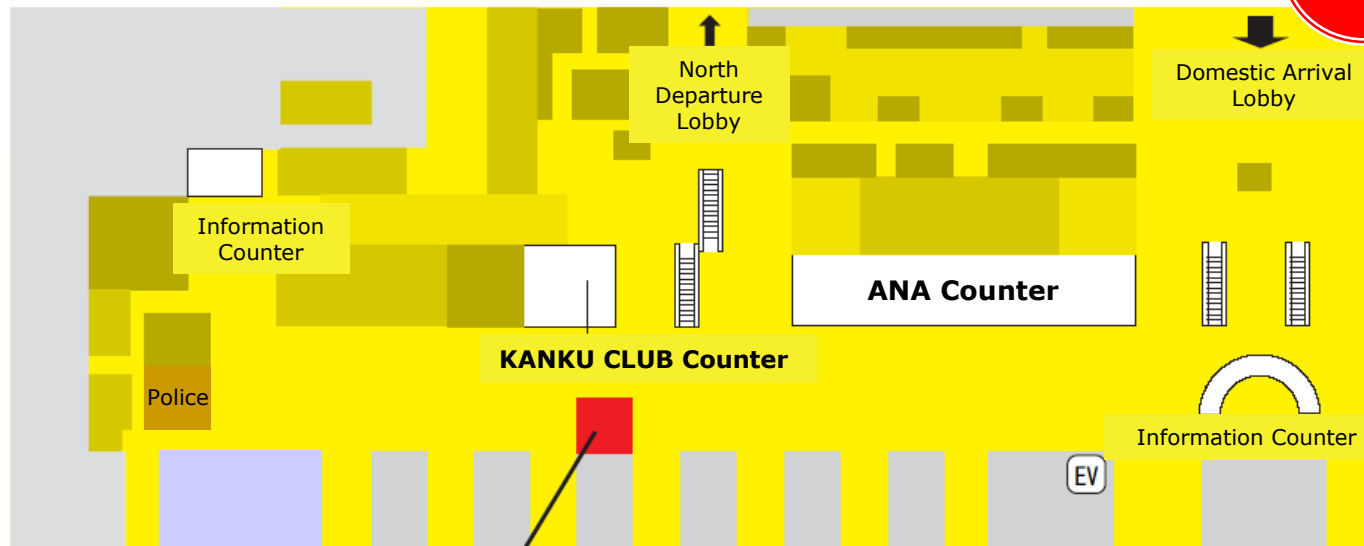 North
Departure
Lobby
Domestic Arrival
Lobby
Information
Counter
ANA Counter
KANKU CLUB Counter
Police
Information Counter
EV